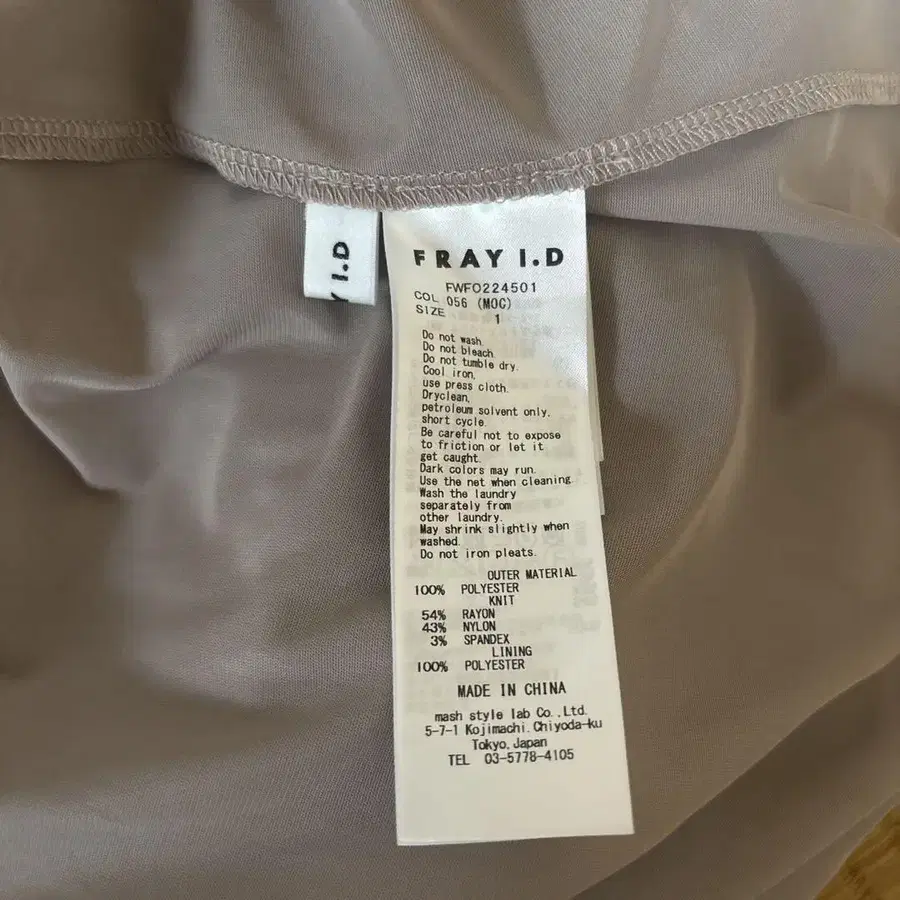 Y I.D
FRAY I.D
FWFO224501
COL 056 (MOC)
SIZE 1
Do not wash.
Do not bleach.
Do not tumble dry.
Cool iron,
use press cloth.
Dryclean,
petroleum solvent only,
short cycle.
Be careful not to expose
to friction or let it
get caught.
Dark colors may run.
Use the net when cleaning.
Wash the laundry
separately from
other laundry.
May shrink slightly when
washed.
Do not iron pleats.
OUTER MATERIAL
100% POLYESTER
KNIT
54% RAYON
43% NYLON
3% SPANDEX
LINING
100% POLYESTER
MADE IN CHINA
mash style lab Co.,Ltd.
5-7-1 Kojimachi,Chiyoda-ku
Tokyo,Japan
TEL 03-5778-4105